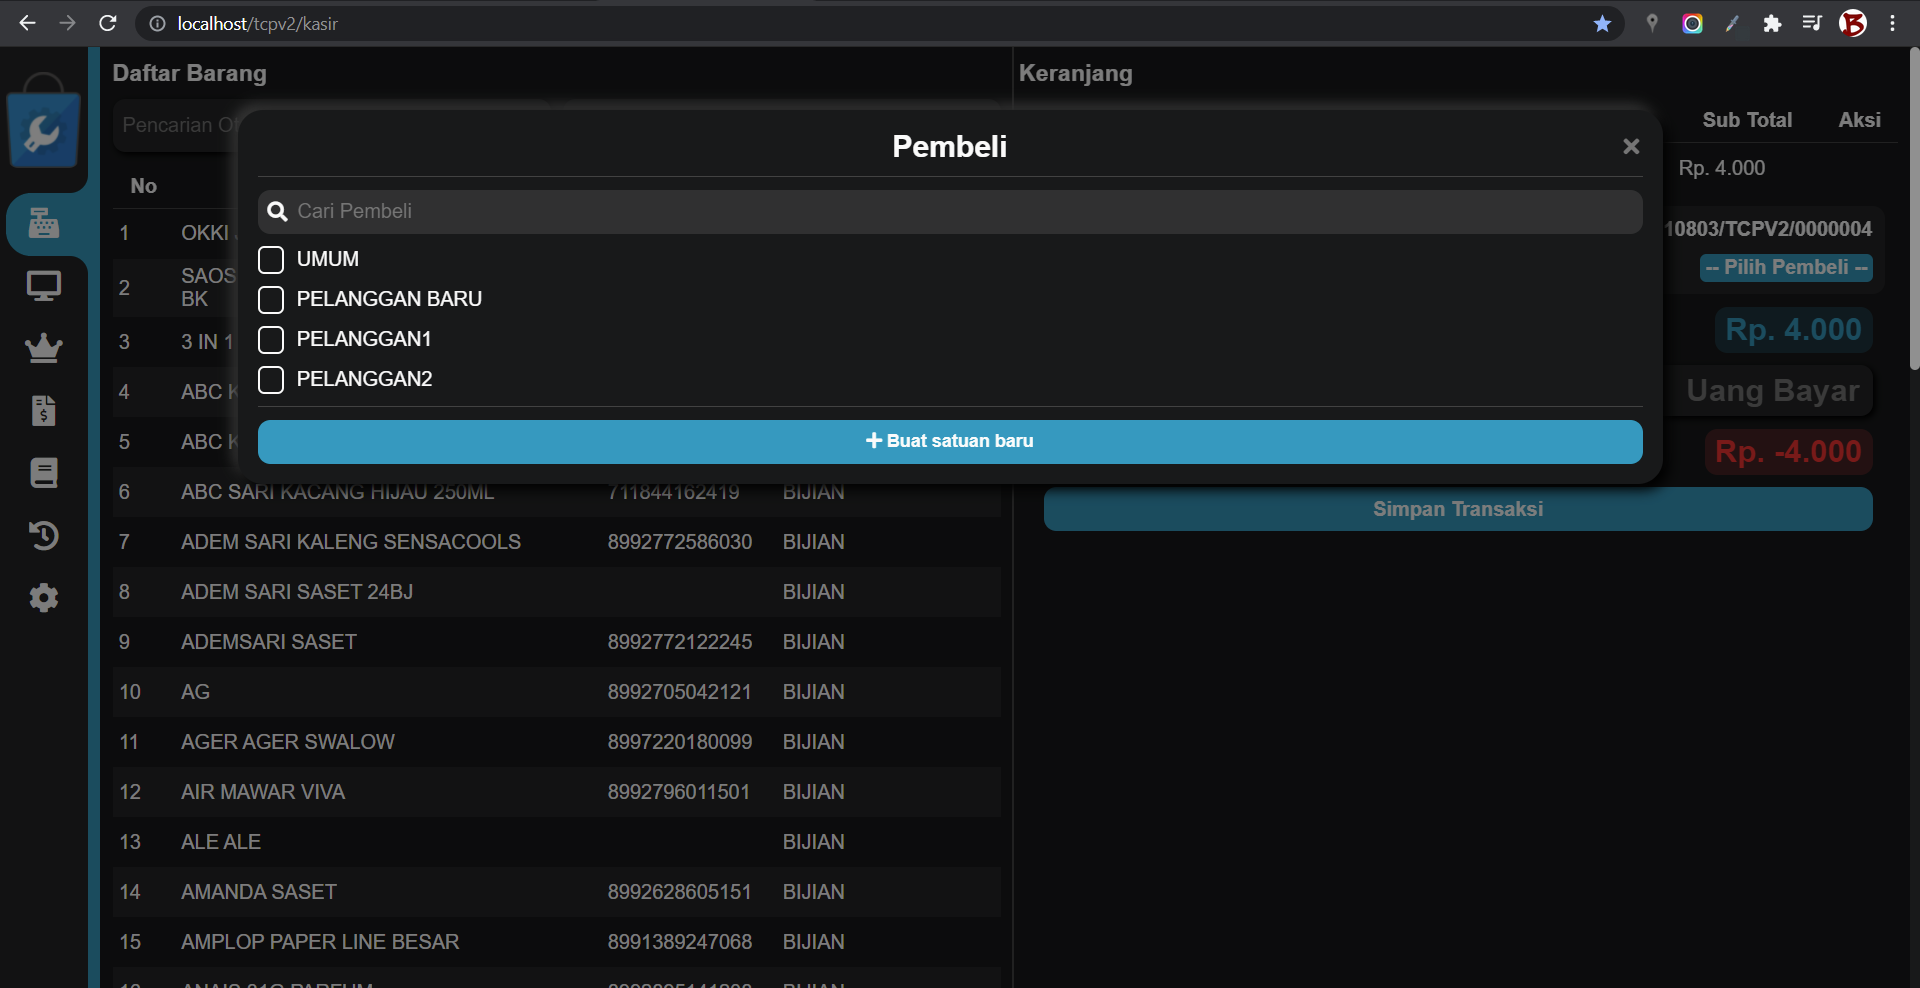 localhost/tcpv2/kasir
Daftar Barang
Keranjang
Pencarian
Sub Total Aksi
Rp. 4.000
No
1 OKKI
2 SAOS
BK
3 3 IN 1
4 ABC
5 ABC
6 ABC SARI KACANG HIJAU 250ML 711844162419 BIJIAN
7 ADEM SARI KALENG SENSACOOLS 8992772586030 BIJIAN
8 ADEM SARI SASET 24BJ BIJIAN
9 ADEMSARI SASET 8992772122245 BIJIAN
10 AG 8992705042121 BIJIAN
11 AGER AGER SWALOW 8997220180099 BIJIAN
12 AIR MAWAR VIVA 8992796011501 BIJIAN
13 ALE ALE BIJIAN
14 AMANDA SASET 8992628605151 BIJIAN
15 AMPLOP PAPER LINE BESAR 8991389247068 BIJIAN
Pembeli
Cari Pembeli
UMUM
PELANGGAN BARU
PELANGGAN1
PELANGGAN2
Buat satuan baru
10803/TCPV2/0000004
-- Pilih Pembeli --
Rp. 4.000
Uang Bayar
Rp. -4.000
Simpan Transaksi